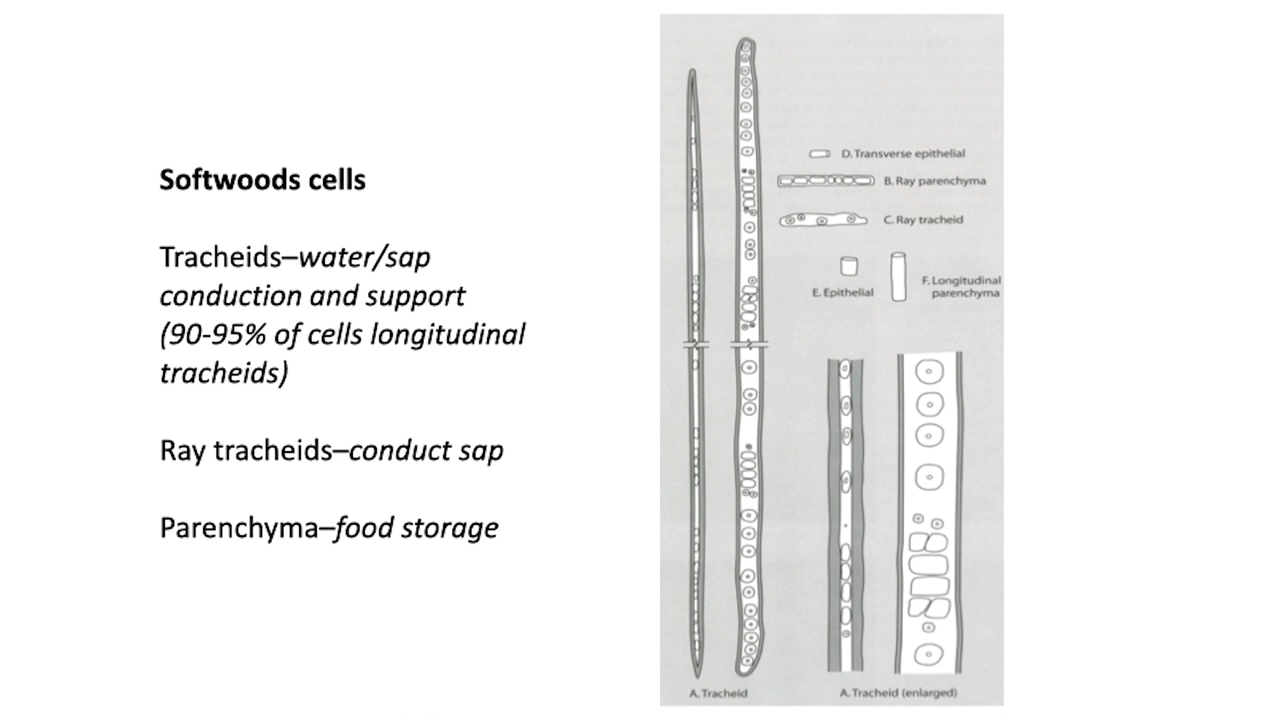 Softwoods cells
Tracheids–water/sap
conduction and support
(90-95% of cells longitudinal
tracheids)
Ray tracheids–conduct sap
Parenchyma–food storage
D. Transverse epithelial
B. Ray parenchyma
C. Ray tracheid
E. Epithelial
F. Longitudinal
parenchyma
A. Tracheid
A. Tracheid (enlarged)